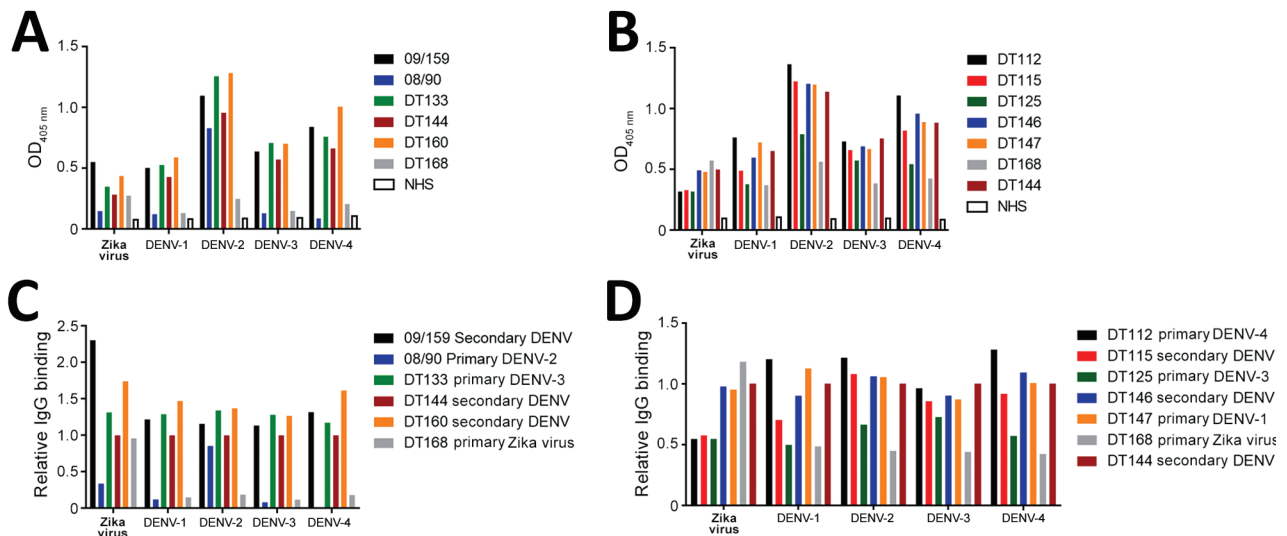 A
OD405 nm
1.5
1.0
0.5
0
Zika virus
DENV-1
DENV-2
DENV-3
DENV-4
09/159
08/90
DT133
DT144
DT160
DT168
NHS
B
OD405 nm
1.5
1.0
0.5
0
Zika virus
DENV-1
DENV-2
DENV-3
DENV-4
DT112
DT115
DT125
DT146
DT147
DT168
DT144
NHS
C
Relative IgG binding
2.5
2.0
1.5
1.0
0.5
0
Zika virus
DENV-1
DENV-2
DENV-3
DENV-4
09/159 Secondary DENV
08/90 Primary DENV-2
DT133 primary DENV-3
DT144 secondary DENV
DT160 secondary DENV
DT168 primary Zika virus
D
Relative IgG binding
1.5
1.0
0.5
0
Zika virus
DENV-1
DENV-2
DENV-3
DENV-4
DT112 primary DENV-4
DT115 secondary DENV
DT125 primary DENV-3
DT146 secondary DENV
DT147 primary DENV-1
DT168 primary Zika virus
DT144 secondary DENV